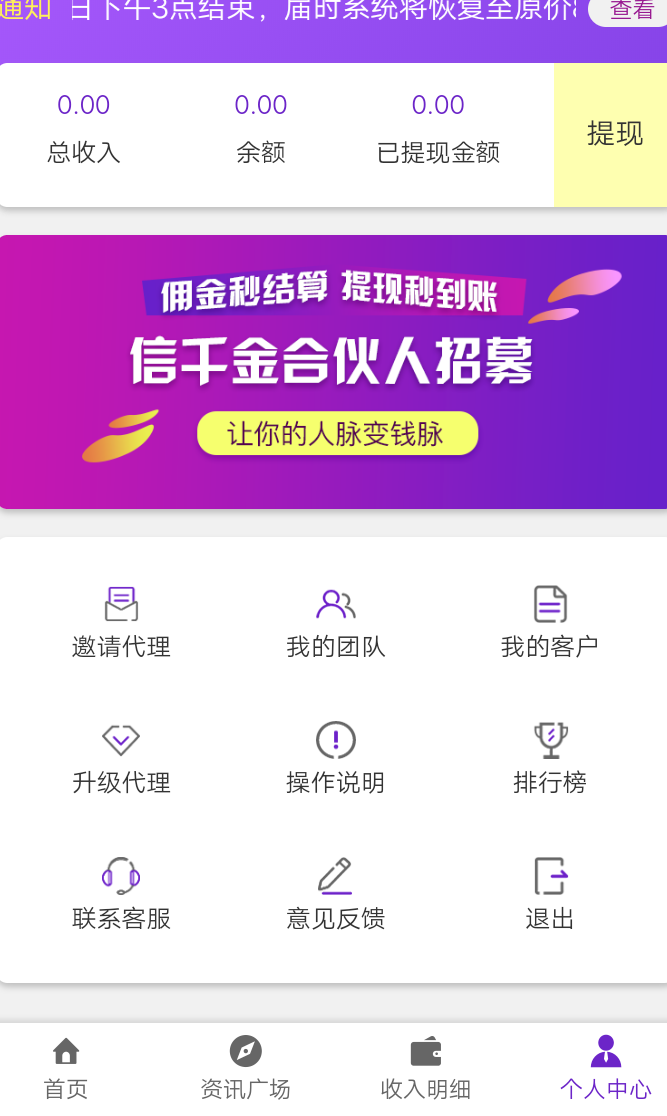 通知 日下午3点结束，届时系统将恢复至原价 查看
0.00 0.00 0.00
总收入 余额 已提现金额 提现
佣金秒结算 提现秒到账
信千金合伙人招募
让你的人脉变钱脉
邀请代理 我的团队 我的客户
升级代理 操作说明 排行榜
联系客服 意见反馈 退出
首页 资讯广场 收入明细 个人中心